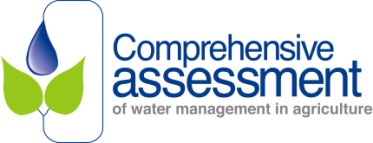 Comprehensive
assessment
of water management in agriculture